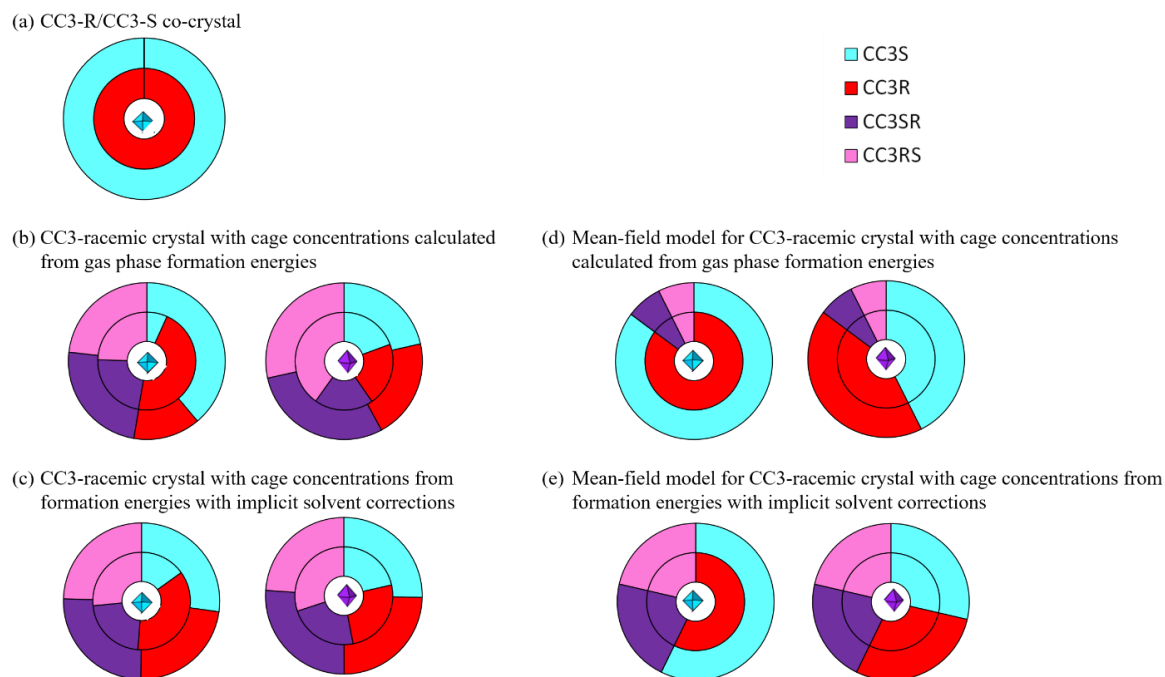 (a) CC3-R/CC3-S co-crystal
CC3S
CC3R
CC3SR
CC3RS
(b) CC3-racemic crystal with cage concentrations calculated
from gas phase formation energies
(d) Mean-field model for CC3-racemic crystal with cage concentrations
calculated from gas phase formation energies
(c) CC3-racemic crystal with cage concentrations from
formation energies with implicit solvent corrections
(e) Mean-field model for CC3-racemic crystal with cage concentrations from
formation energies with implicit solvent corrections